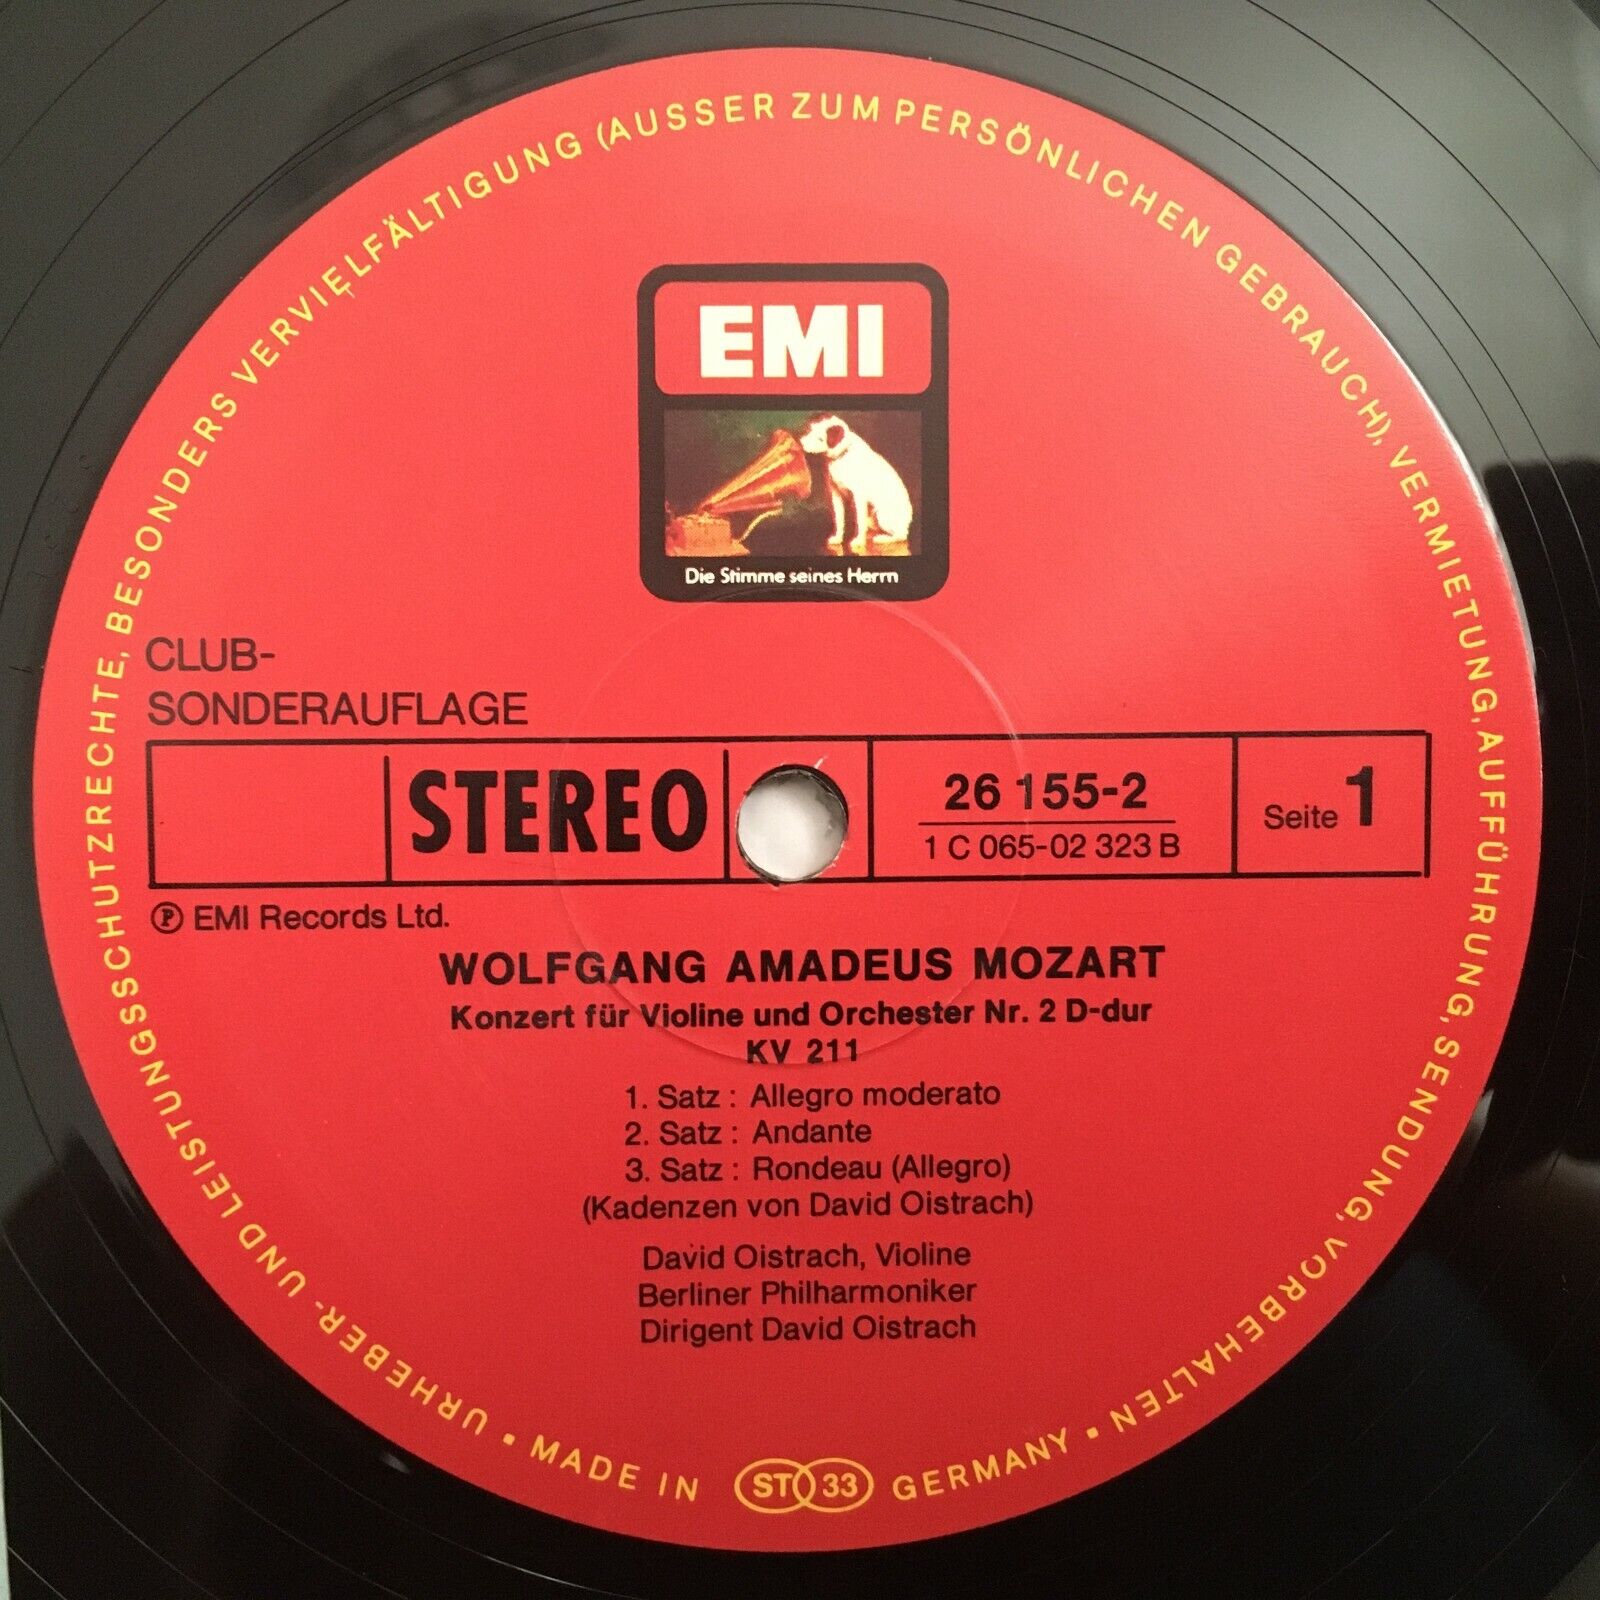 URHEBER- UND LEISTUNGSSCHUTZRECHTE, BESONDERS VERVIELFÄLTIGUNG (AUSSER ZUM PERSÖNLICHEN GEBRAUCH), VERMIETUNG, AUFFÜHRUNG, SENDUNG, VORBEHALTEN • MADE IN ST 33 GERMANY •
EMI
Die Stimme seines Herrn
CLUB-
SONDERAUFLAGE
STEREO
26 155-2
1 C 065-02 323 B
Seite 1
℗ EMI Records Ltd.
WOLFGANG AMADEUS MOZART
Konzert für Violine und Orchester Nr. 2 D-dur
KV 211
1. Satz : Allegro moderato
2. Satz : Andante
3. Satz : Rondeau (Allegro)
(Kadenzen von David Oistrach)
David Oistrach, Violine
Berliner Philharmoniker
Dirigent David Oistrach